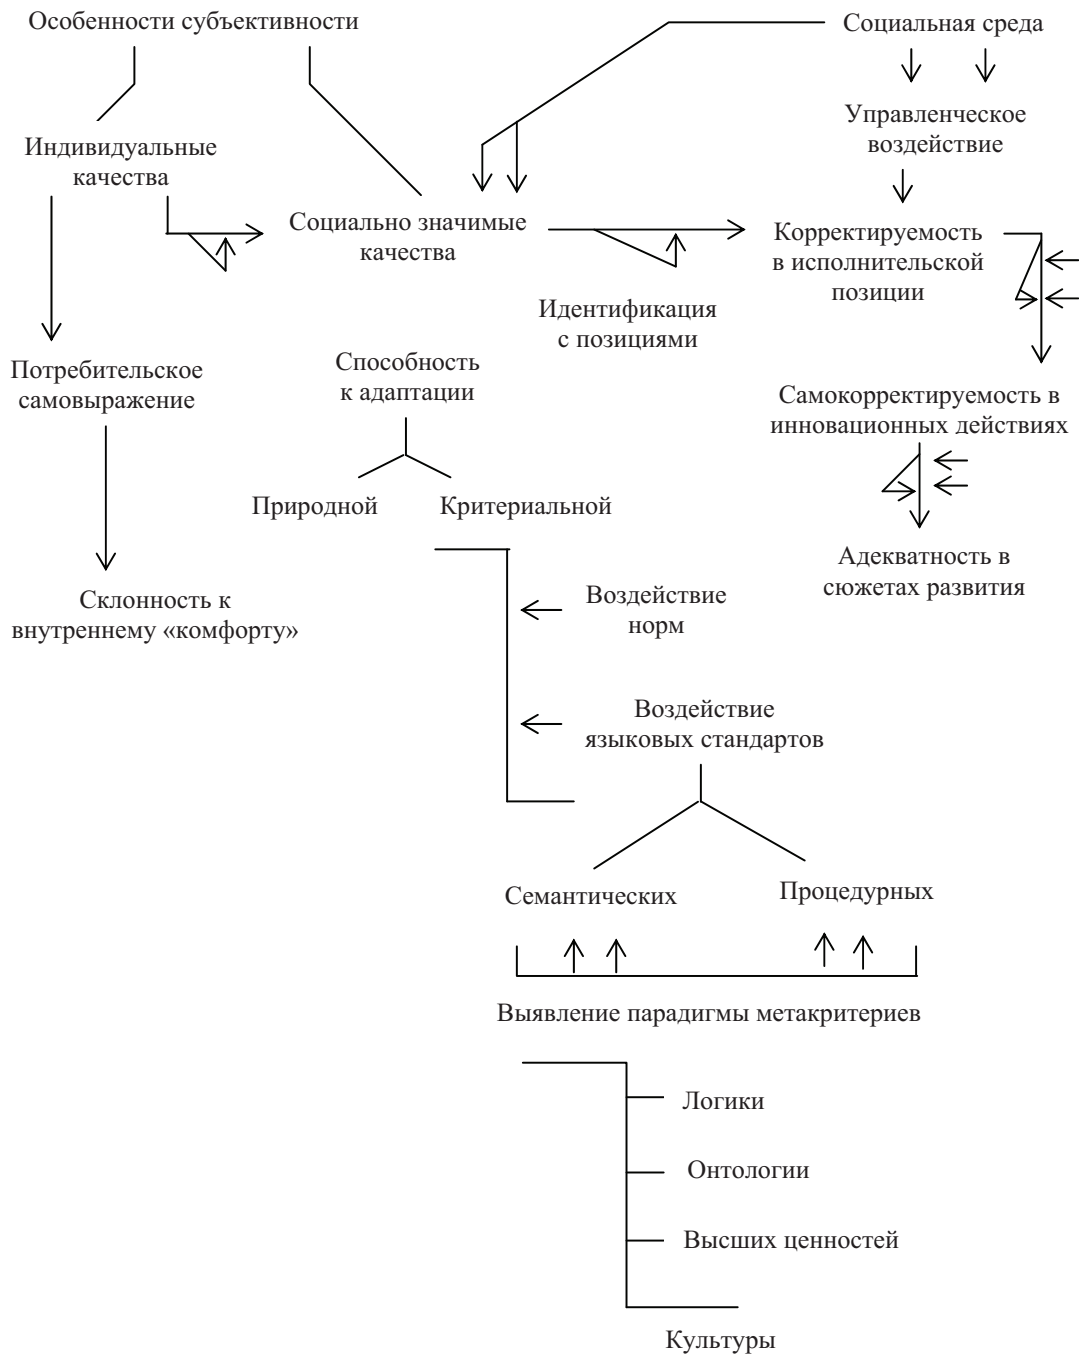 Особенности субъективности
Социальная среда
Управленческое
воздействие
Индивидуальные
качества
Социально значимые
качества
Корректируемость
в исполнительской
позиции
Идентификация
с позициями
Способность
к адаптации
Потребительское
самовыражение
Самокорректируемость в
инновационных действиях
Природной
Критериальной
Адекватность в
сюжетах развития
Склонность к
внутреннему «комфорту»
Воздействие
норм
Воздействие
языковых стандартов
Семантических
Процедурных
Выявление парадигмы метакритериев
Логики
Онтологии
Высших ценностей
Культуры